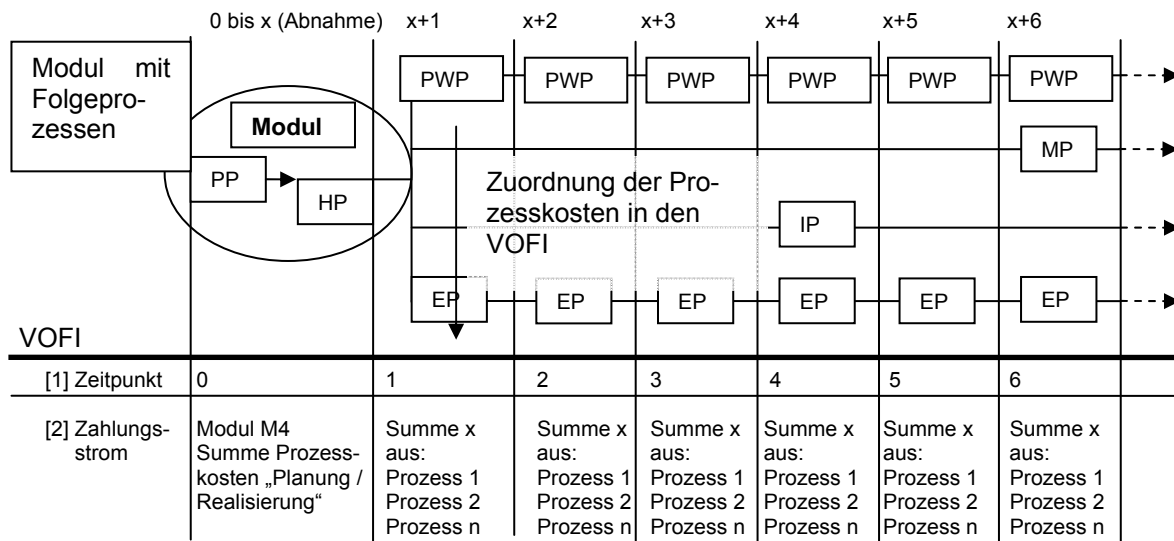 0 bis x (Abnahme) x+1 x+2 x+3 x+4 x+5 x+6
Modul mit
Folgepro-
zessen
PWP PWP PWP PWP PWP PWP
Modul
MP
PP
HP
Zuordnung der Pro-
zesskosten in den
VOFI
IP
EP EP EP EP EP EP
VOFI
[1] Zeitpunkt 0 1 2 3 4 5 6
[2] Zahlungs- Modul M4 Summe x Summe x Summe x Summe x Summe x Summe x
strom Summe Prozess- aus: aus: aus: aus: aus: aus:
kosten „Planung / Prozess 1 Prozess 1 Prozess 1 Prozess 1 Prozess 1 Prozess 1
Realisierung“ Prozess 2 Prozess 2 Prozess 2 Prozess 2 Prozess 2 Prozess 2
Prozess n Prozess n Prozess n Prozess n Prozess n Prozess n